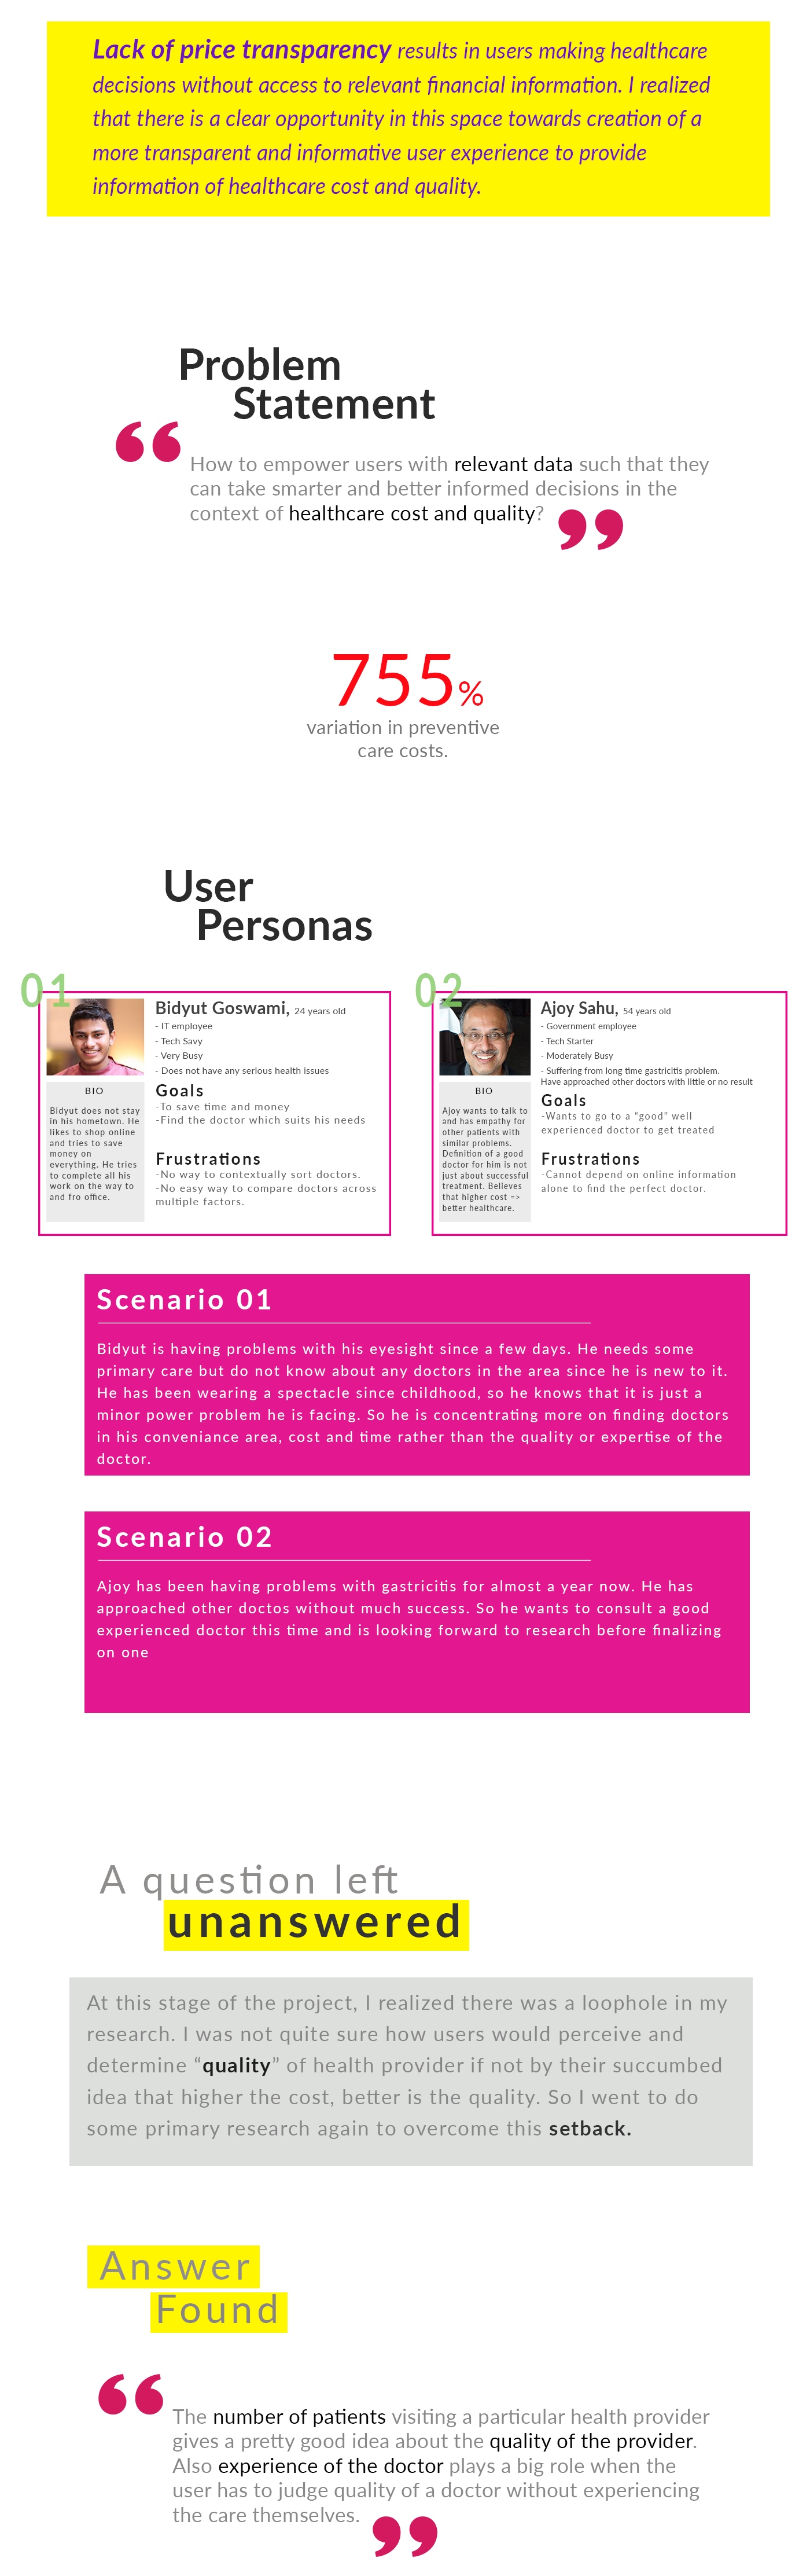 Lack of price transparency results in users making healthcare
decisions without access to relevant financial information. I realized
that there is a clear opportunity in this space towards creation of a
more transparent and informative user experience to provide
information of healthcare cost and quality.
Problem
Statement
“
How to empower users with relevant data such that they
can take smarter and better informed decisions in the
context of healthcare cost and quality?
”
755%
variation in preventive
care costs.
User
Personas
01
Bidyut Goswami, 24 years old
- IT employee
- Tech Savy
- Very Busy
- Does not have any serious health issues
BIO
Bidyut does not stay
in his hometown. He
likes to shop online
and tries to save
money on
everything. He tries
to complete all his
work on the way to
and fro office.
Goals
-To save time and money
-Find the doctor which suits his needs
Frustrations
-No way to contextually sort doctors.
-No easy way to compare doctors across
multiple factors.
02
Ajoy Sahu, 54 years old
- Government employee
- Tech Starter
- Moderately Busy
- Suffering from long time gastricitis problem.
Have approached other doctors with little or no result
BIO
Ajoy wants to talk to
and has empathy for
other patients with
similar problems.
Definition of a good
doctor for him is not
just about successful
treatment. Believes
that higher cost =>
better healthcare.
Goals
-Wants to go to a “good” well
experienced doctor to get treated
Frustrations
-Cannot depend on online information
alone to find the perfect doctor.
Scenario 01
Bidyut is having problems with his eyesight since a few days. He needs some
primary care but do not know about any doctors in the area since he is new to it.
He has been wearing a spectacle since childhood, so he knows that it is just a
minor power problem he is facing. So he is concentrating more on finding doctors
in his conveniance area, cost and time rather than the quality or expertise of the
doctor.
Scenario 02
Ajoy has been having problems with gastricitis for almost a year now. He has
approached other doctos without much success. So he wants to consult a good
experienced doctor this time and is looking forward to research before finalizing
on one
A question left
unanswered
At this stage of the project, I realized there was a loophole in my
research. I was not quite sure how users would perceive and
determine “quality” of health provider if not by their succumbed
idea that higher the cost, better is the quality. So I went to do
some primary research again to overcome this setback.
Answer
Found
“
The number of patients visiting a particular health provider
gives a pretty good idea about the quality of the provider.
Also experience of the doctor plays a big role when the
user has to judge quality of a doctor without experiencing
the care themselves.
”